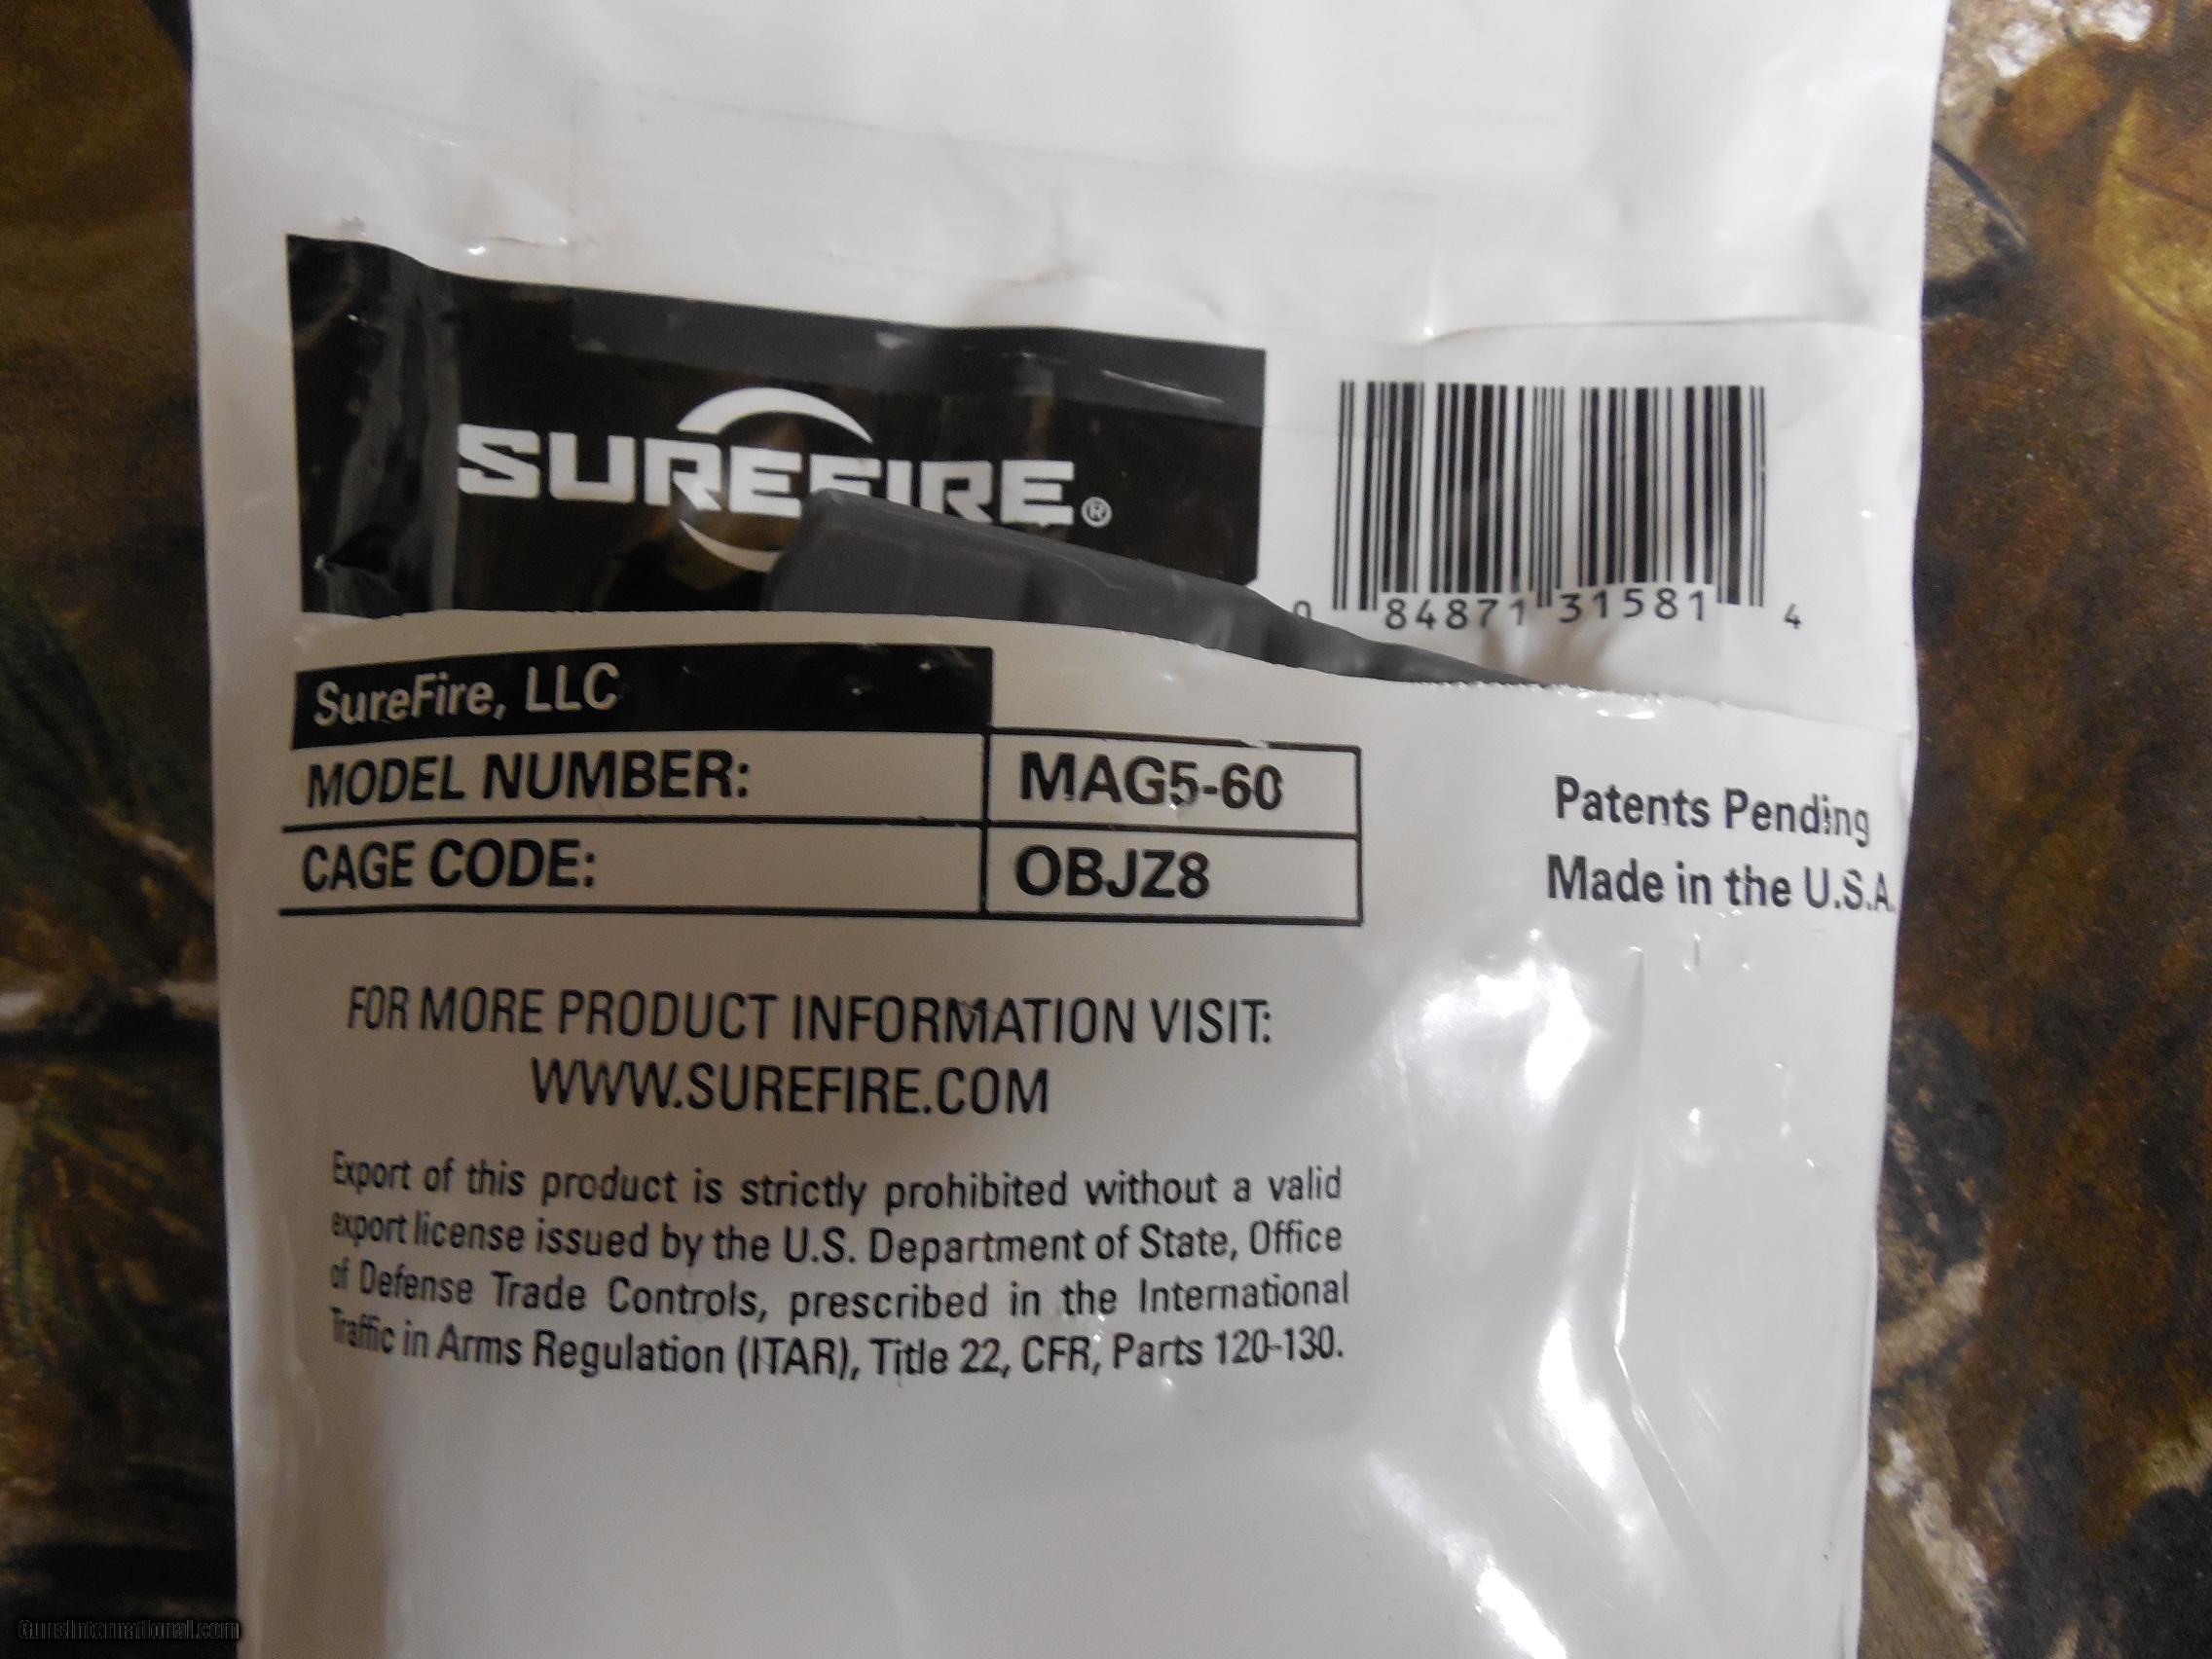 SUREFIRE®
0 84871 31581 4
SureFire, LLC
MODEL NUMBER: MAG5-60
CAGE CODE: OBJZ8
Patents Pending
Made in the U.S.A.
FOR MORE PRODUCT INFORMATION VISIT:
WWW.SUREFIRE.COM
Export of this product is strictly prohibited without a valid
export license issued by the U.S. Department of State, Office
of Defense Trade Controls, prescribed in the International
Traffic in Arms Regulation (ITAR), Title 22, CFR, Parts 120-130.
GunsInternational.com